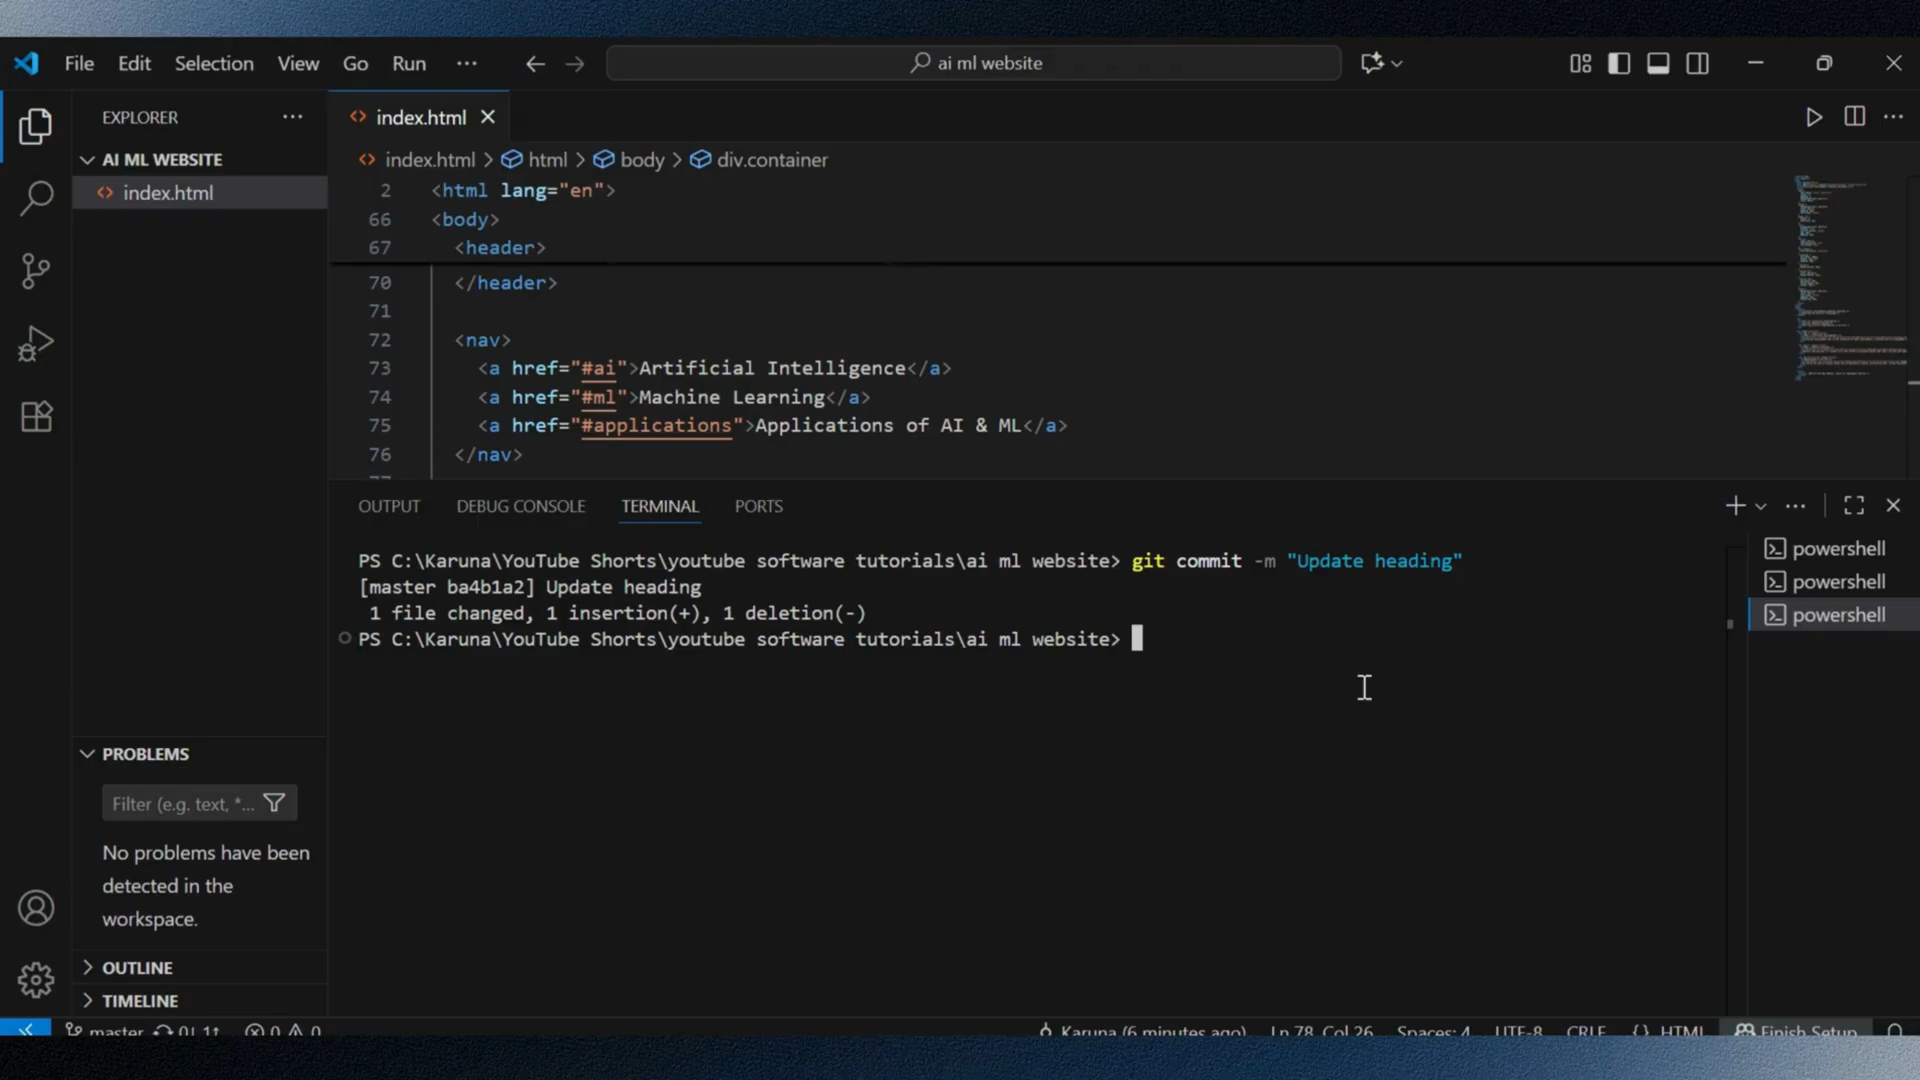 File Edit Selection View Go Run ai ml website
EXPLORER
AI ML WEBSITE
index.html
index.html
index.html > html > body > div.container
2 <html lang="en">
66 <body>
67 <header>
70 </header>
71
72 <nav>
73 <a href="#ai">Artificial Intelligence</a>
74 <a href="#ml">Machine Learning</a>
75 <a href="#applications">Applications of AI & ML</a>
76 </nav>
OUTPUT DEBUG CONSOLE TERMINAL PORTS
PS C:\Karuna\YouTube Shorts\youtube software tutorials\ai ml website> git commit -m "Update heading"
[master ba4b1a2] Update heading
1 file changed, 1 insertion(+), 1 deletion(-)
PS C:\Karuna\YouTube Shorts\youtube software tutorials\ai ml website>
powershell
powershell
powershell
PROBLEMS
Filter (e.g. text, *...
No problems have been
detected in the
workspace.
OUTLINE
TIMELINE
master 0↓ 1↑ 0 0 Karuna (6 minutes ago) Ln 78, Col 26 Spaces: 4 UTF-8 CRLF {} HTML Finish Setup